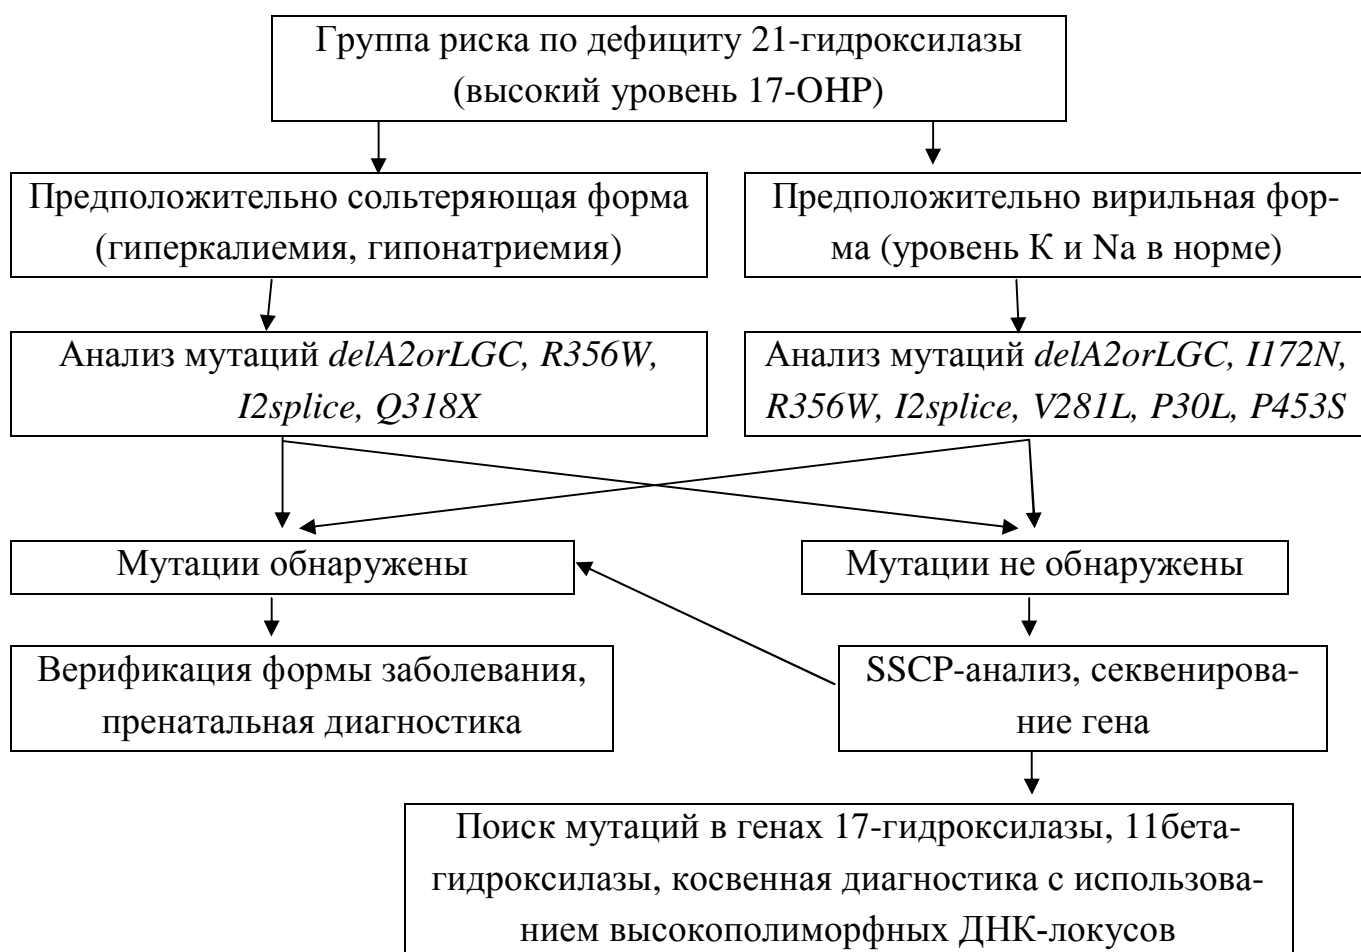 Группа риска по дефициту 21-гидроксилазы
(высокий уровень 17-ОНР)
Предположительно сольтеряющая форма
(гиперкалиемия, гипонатриемия)
Предположительно вирильная фор-
ма (уровень K и Na в норме)
Анализ мутаций delA2orLGC, R356W,
I2splice, Q318X
Анализ мутаций delA2orLGC, I172N,
R356W, I2splice, V281L, P30L, P453S
Мутации обнаружены
Мутации не обнаружены
Верификация формы заболевания,
пренатальная диагностика
SSCP-анализ, секвенирова-
ние гена
Поиск мутаций в генах 17-гидроксилазы, 11бета-
гидроксилазы, косвенная диагностика с использова-
нием высокополиморфных ДНК-локусов